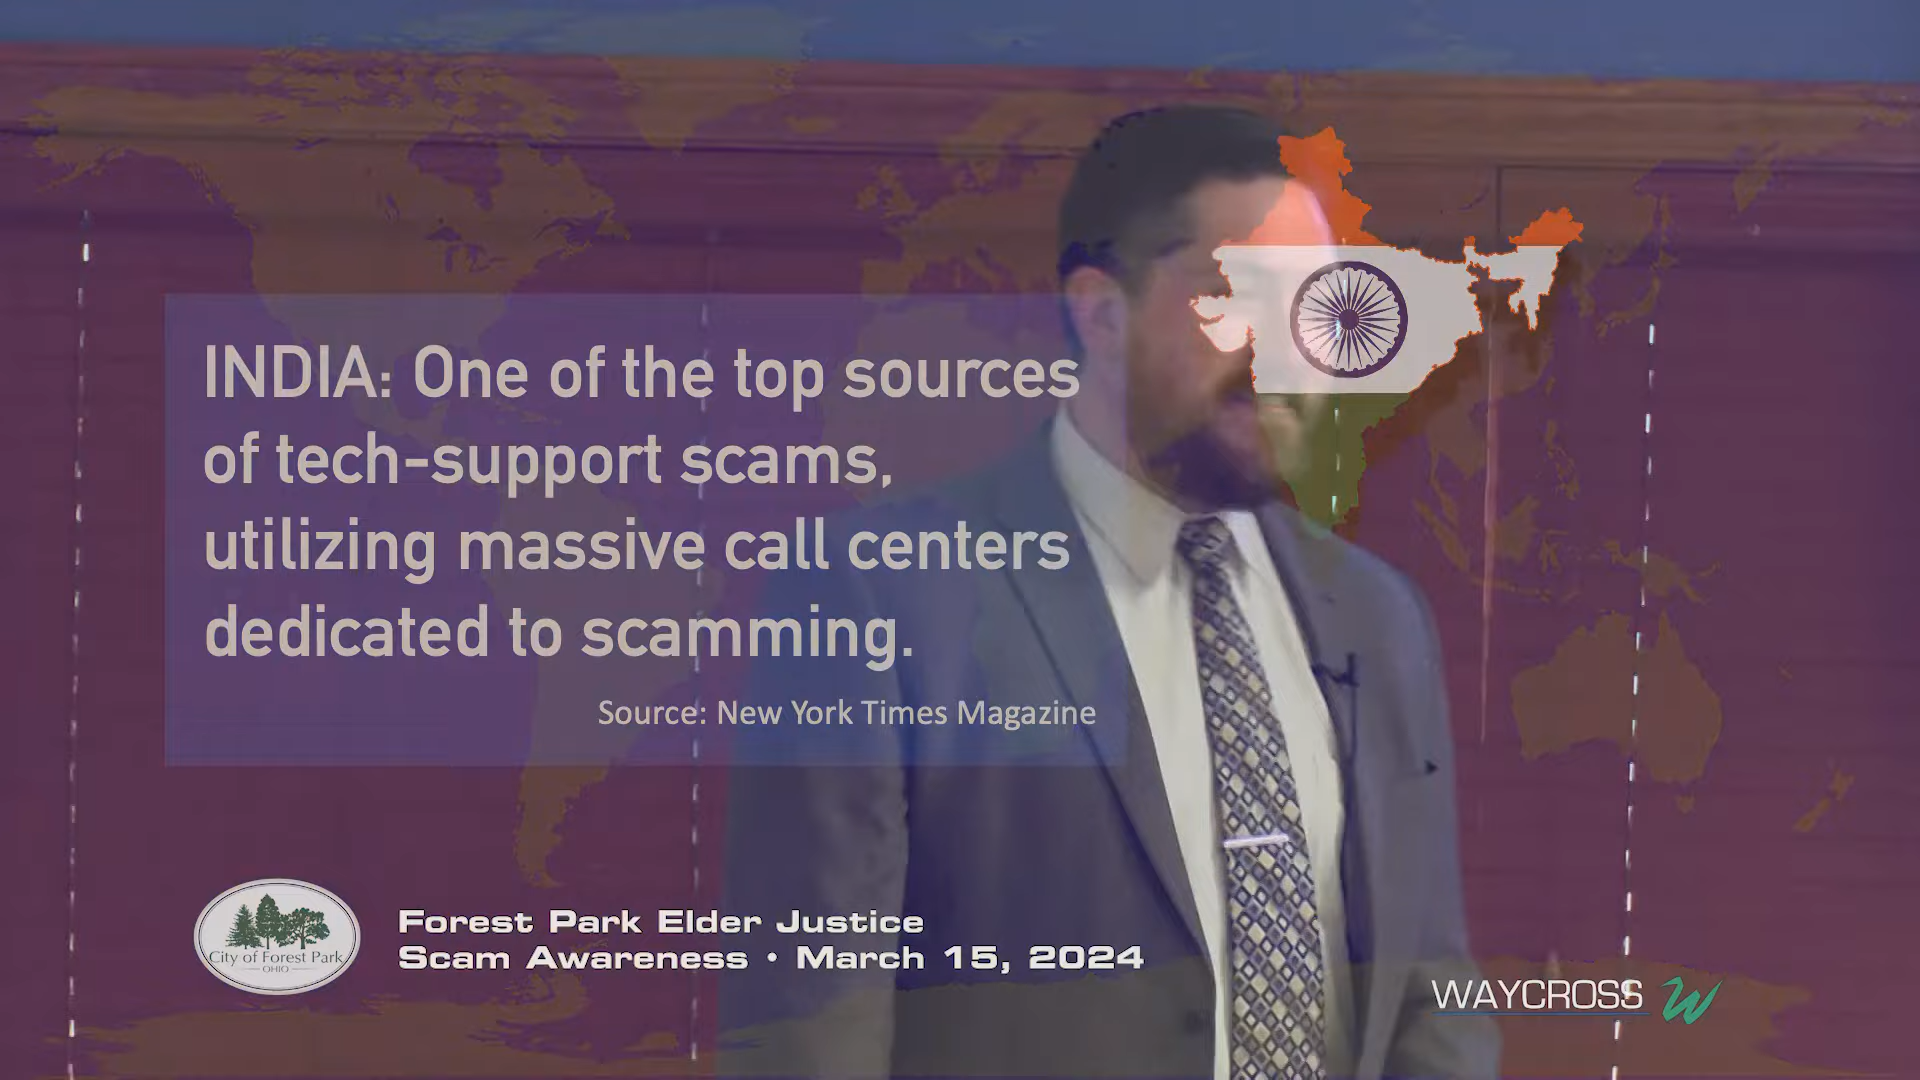 INDIA: One of the top sources
of tech-support scams,
utilizing massive call centers
dedicated to scamming.
Source: New York Times Magazine
City of Forest Park
OHIO
Forest Park Elder Justice
Scam Awareness • March 15, 2024
WAYCROSS W